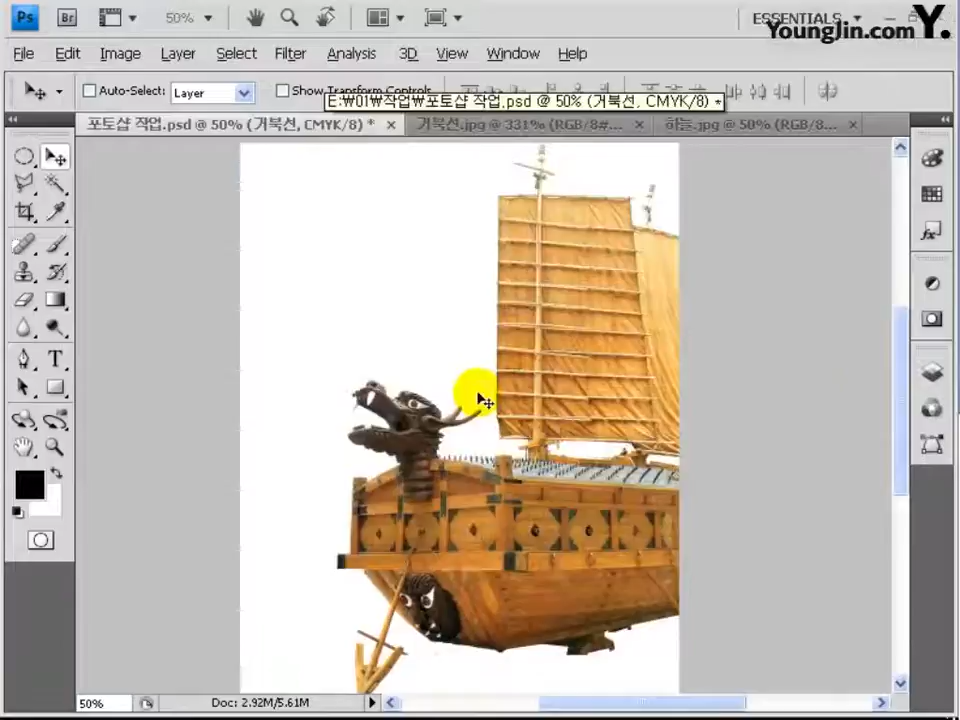 Ps Br 50% ESSENTIALS
YoungJin.com Y.
File Edit Image Layer Select Filter Analysis 3D View Window Help
Auto-Select: Layer Show Transform Controls
E:\01\작업\포토샵 작업.psd @ 50% (거북선, CMYK/8) *
포토샵 작업.psd @ 50% (거북선, CMYK/8) * × 거북선.jpg @ 331% (RGB/8#... × 하늘.jpg @ 50% (RGB/8... ×
T
fx
50% Doc: 2.92M/5.61M